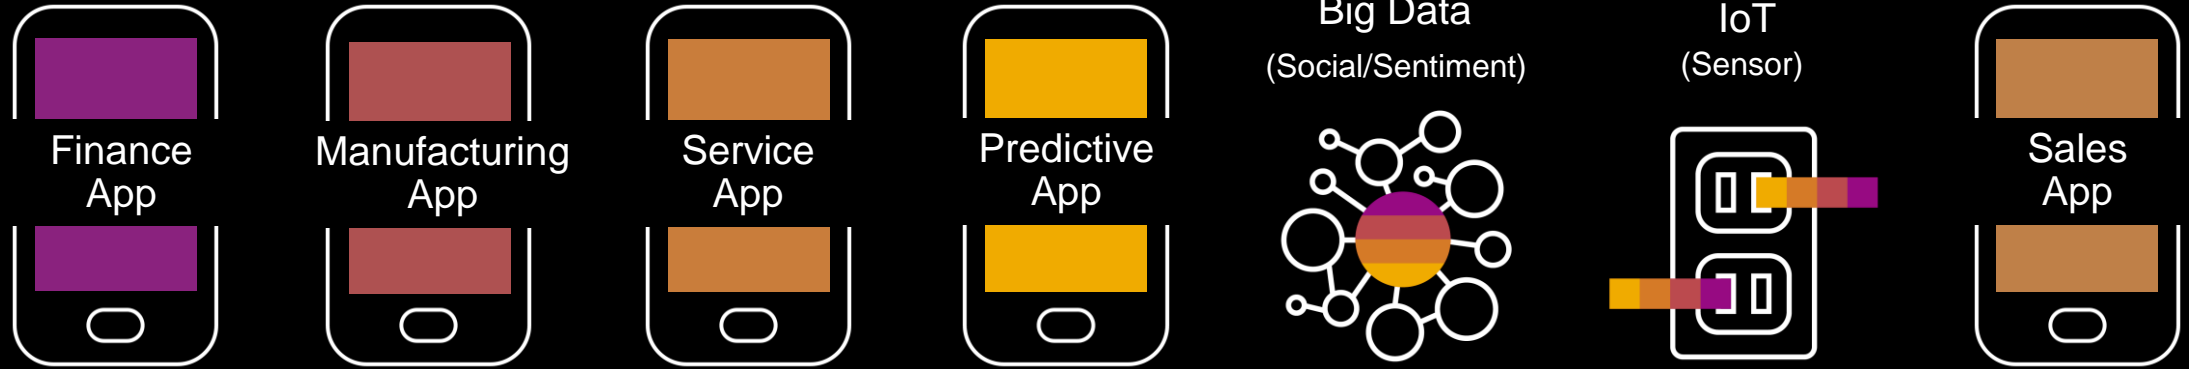 Finance
App
Manufacturing
App
Service
App
Predictive
App
Big Data
(Social/Sentiment)
IoT
(Sensor)
Sales
App